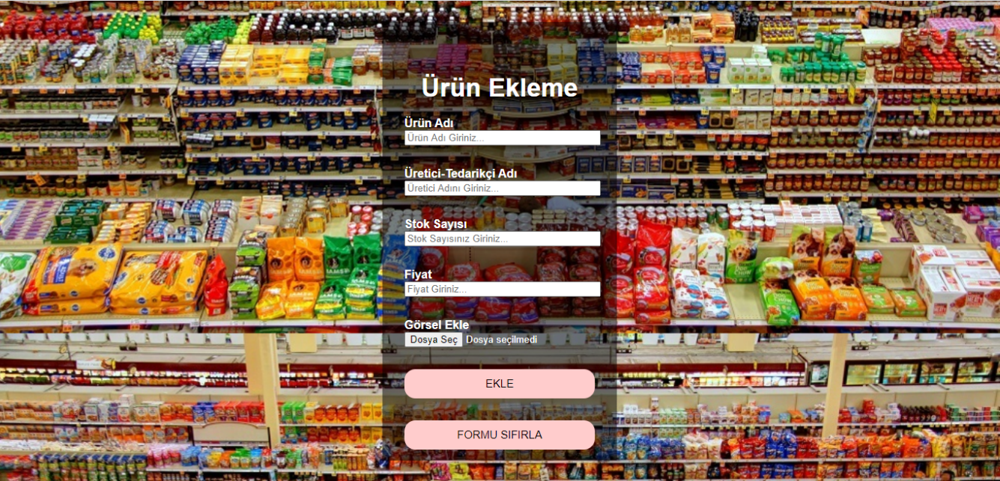 Ürün Ekleme
Ürün Adı
Ürün Adı Giriniz...
Üretici-Tedarikçi Adı
Üretici Adını Giriniz...
Stok Sayısı
Stok Sayısınız Giriniz...
Fiyat
Fiyat Giriniz...
Görsel Ekle
Dosya Seç Dosya seçilmedi
EKLE
FORMU SIFIRLA